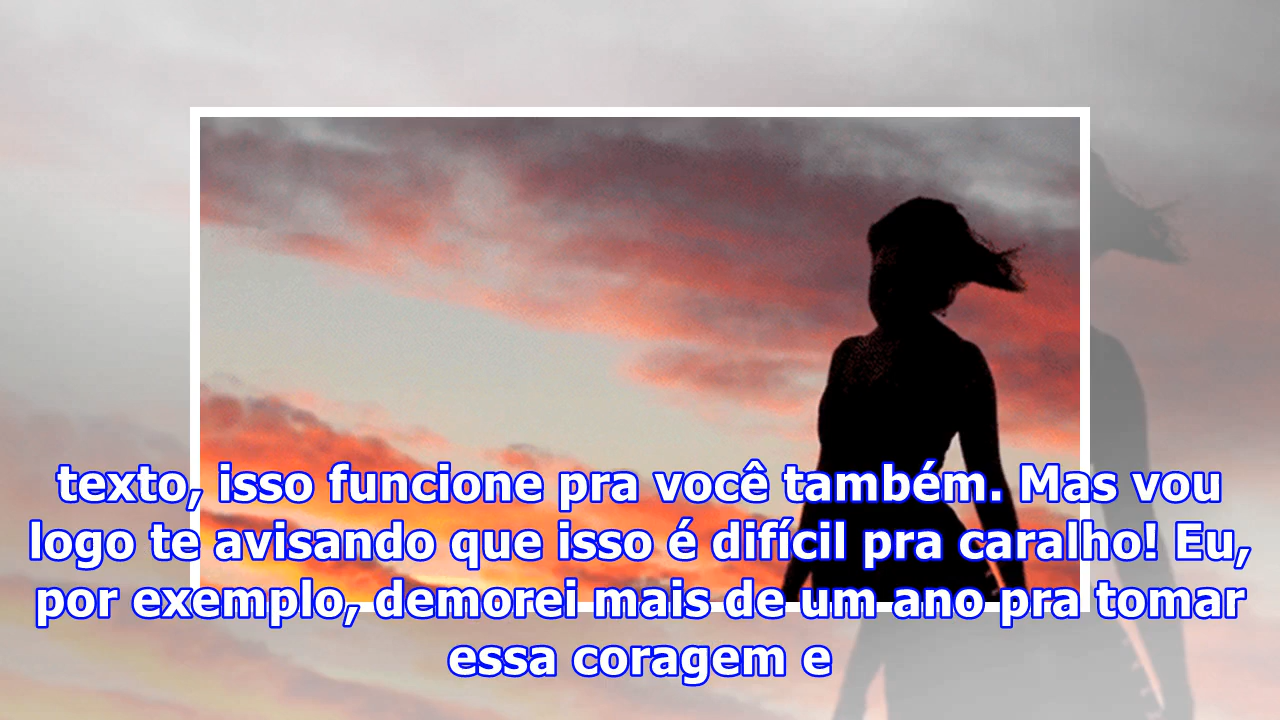 texto, isso funcione pra você também. Mas vou
logo te avisando que isso é difícil pra caralho! Eu,
por exemplo, demorei mais de um ano pra tomar
essa coragem e